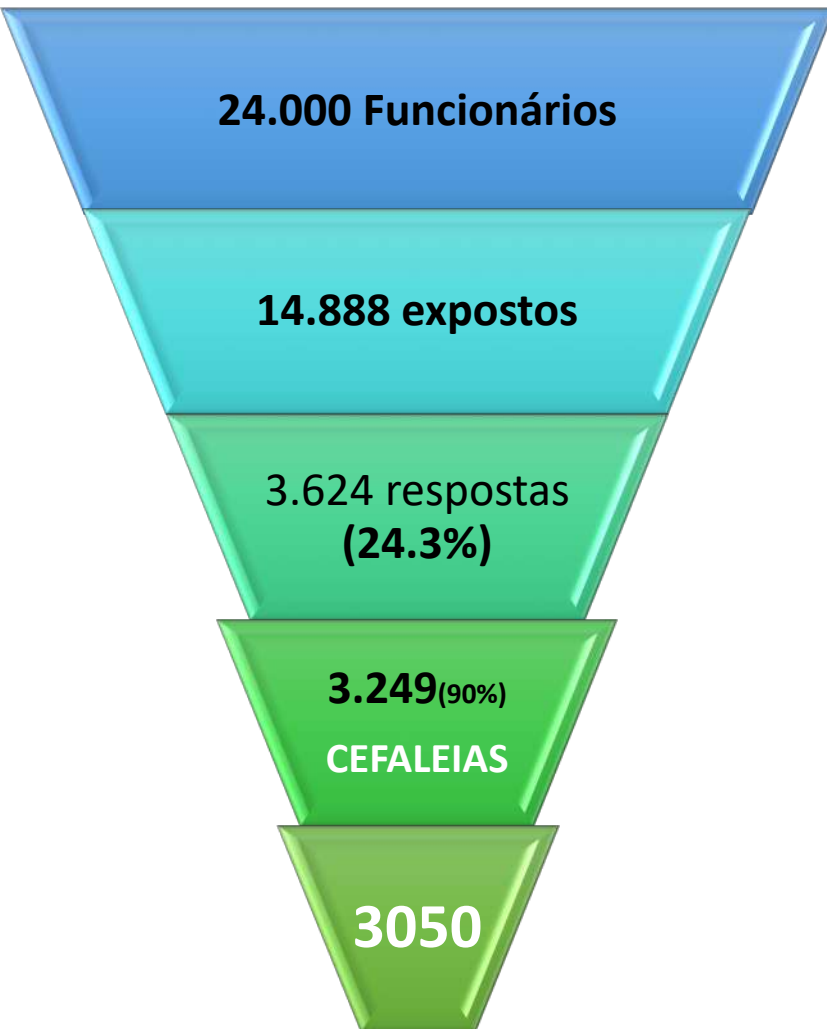 24.000 Funcionários
14.888 expostos
3.624 respostas
(24.3%)
3.249(90%)
CEFALEIAS
3050